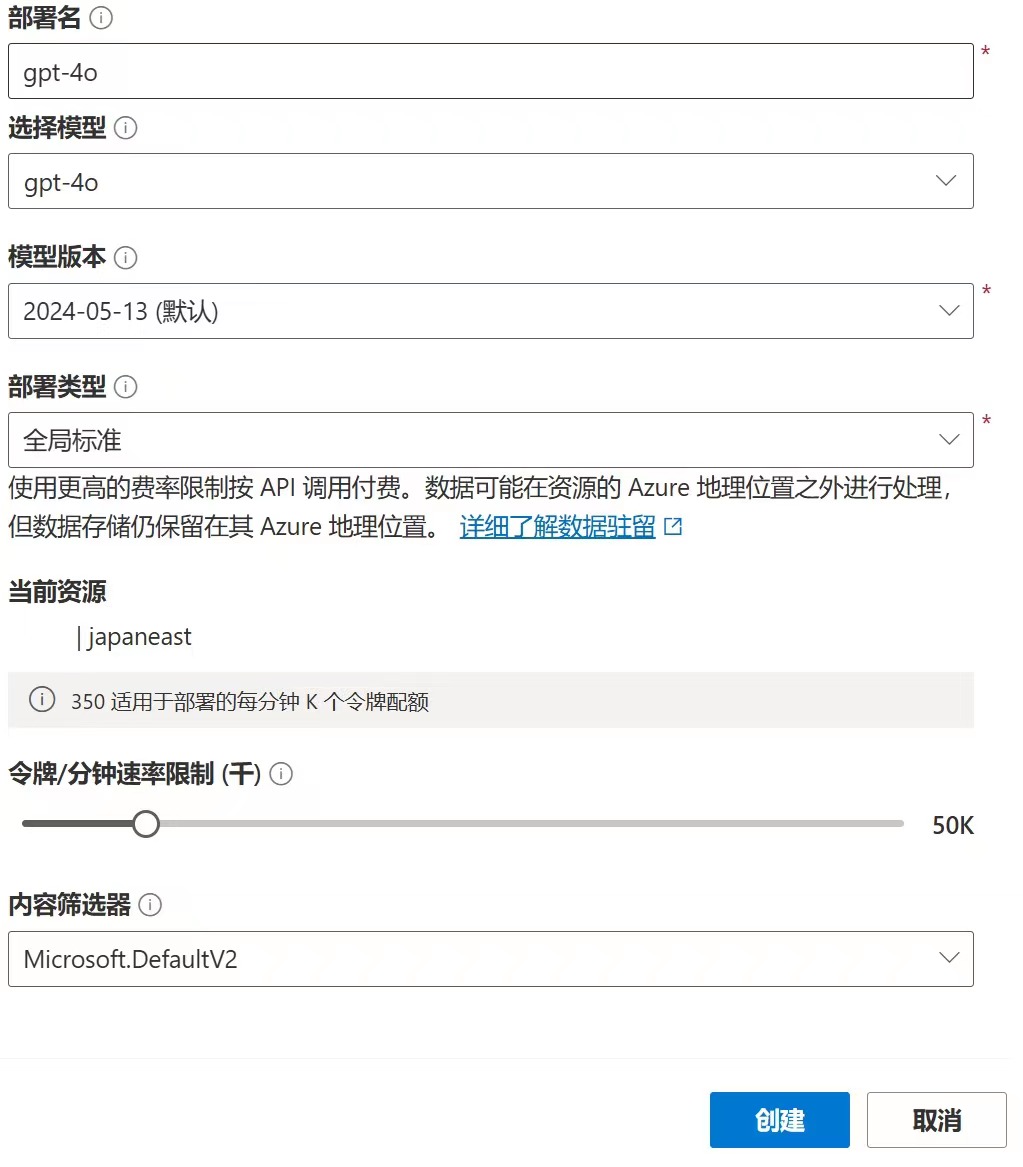 部署名
gpt-4o
*
选择模型
gpt-4o
模型版本
2024-05-13 (默认)
*
部署类型
全局标准
*
使用更高的费率限制按 API 调用付费。数据可能在资源的 Azure 地理位置之外进行处理，
但数据存储仍保留在其 Azure 地理位置。 详细了解数据驻留
当前资源
| japaneast
350 适用于部署的每分钟 K 个令牌配额
令牌/分钟速率限制 (千)
50K
内容筛选器
Microsoft.DefaultV2
创建 取消